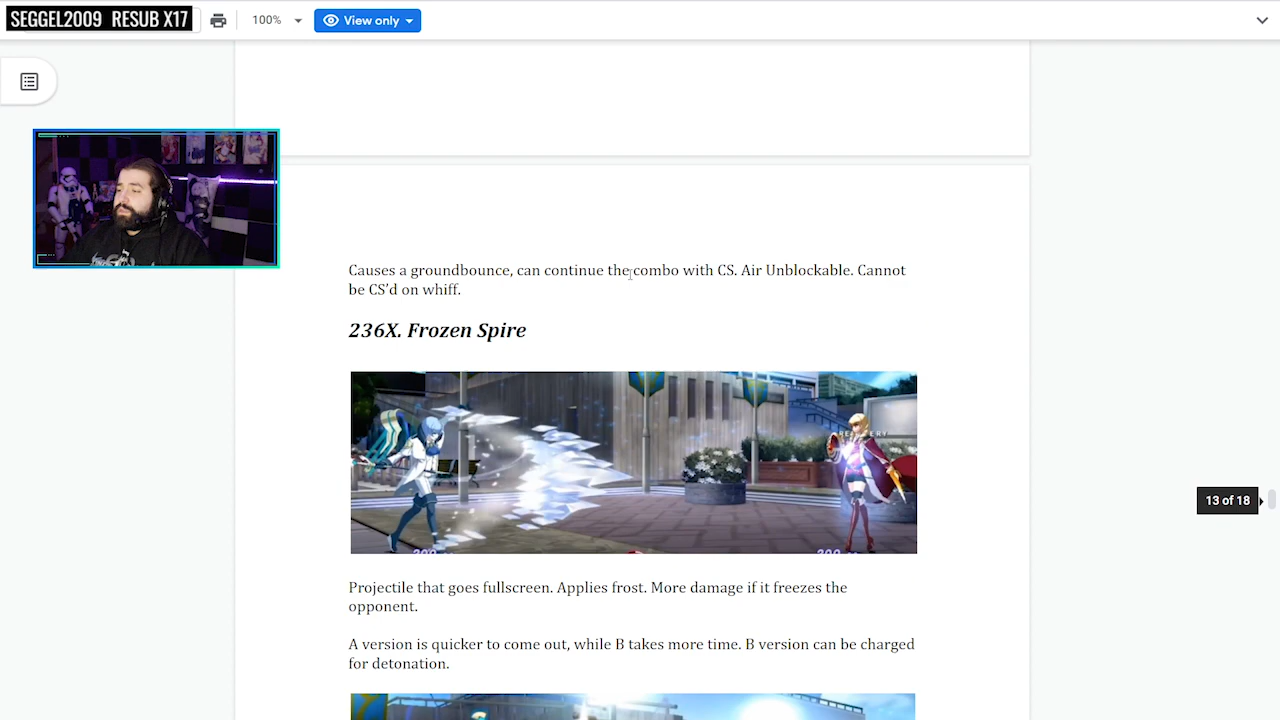 SEGGEL2009 RESUB X17
100%
View only
Causes a groundbounce, can continue the combo with CS. Air Unblockable. Cannot
be CS'd on whiff.
236X. Frozen Spire
Projectile that goes fullscreen. Applies frost. More damage if it freezes the
opponent.
13 of 18
A version is quicker to come out, while B takes more time. B version can be charged
for detonation.